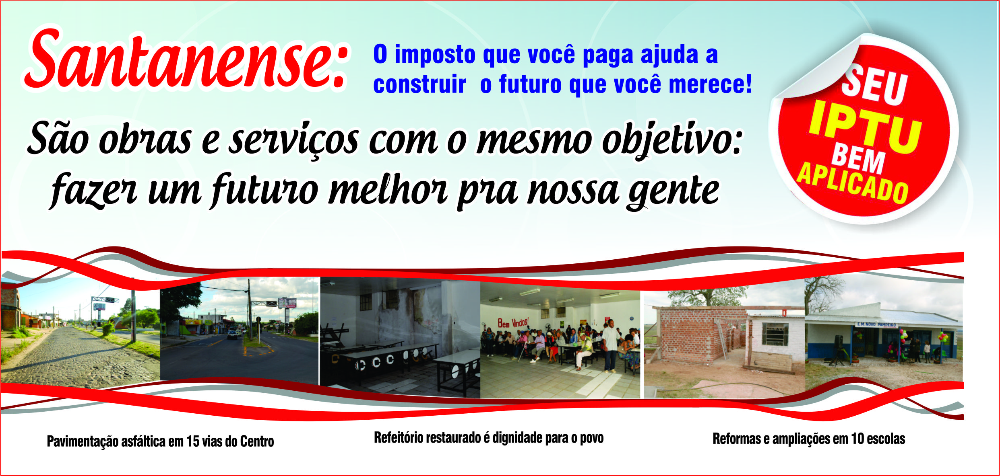 Santanense:
O imposto que você paga ajuda a
construir o futuro que você merece!
SEU
IPTU
BEM
APLICADO
São obras e serviços com o mesmo objetivo:
fazer um futuro melhor pra nossa gente
Bem Vindos!
E M NOVO PAMPEIRO
Pavimentação asfáltica em 15 vias do Centro
Refeitório restaurado é dignidade para o povo
Reformas e ampliações em 10 escolas